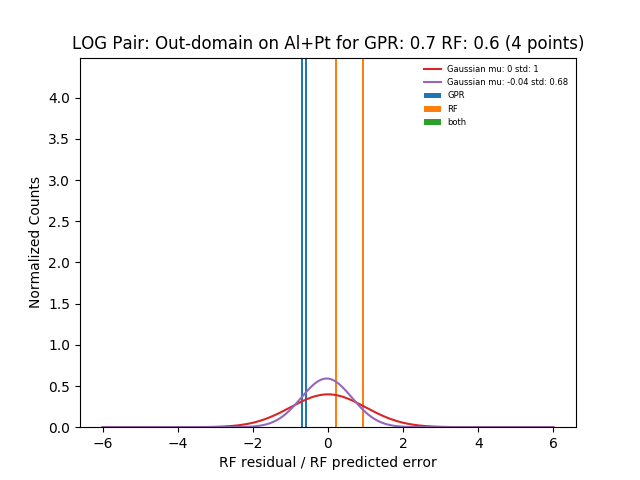 LOG Pair: Out-domain on Al+Pt for GPR: 0.7 RF: 0.6 (4 points)
Gaussian mu: 0 std: 1
Gaussian mu: -0.04 std: 0.68
GPR
RF
both
Normalized Counts
4.0
3.5
3.0
2.5
2.0
1.5
1.0
0.5
0.0
−6 −4 −2 0 2 4 6
RF residual / RF predicted error